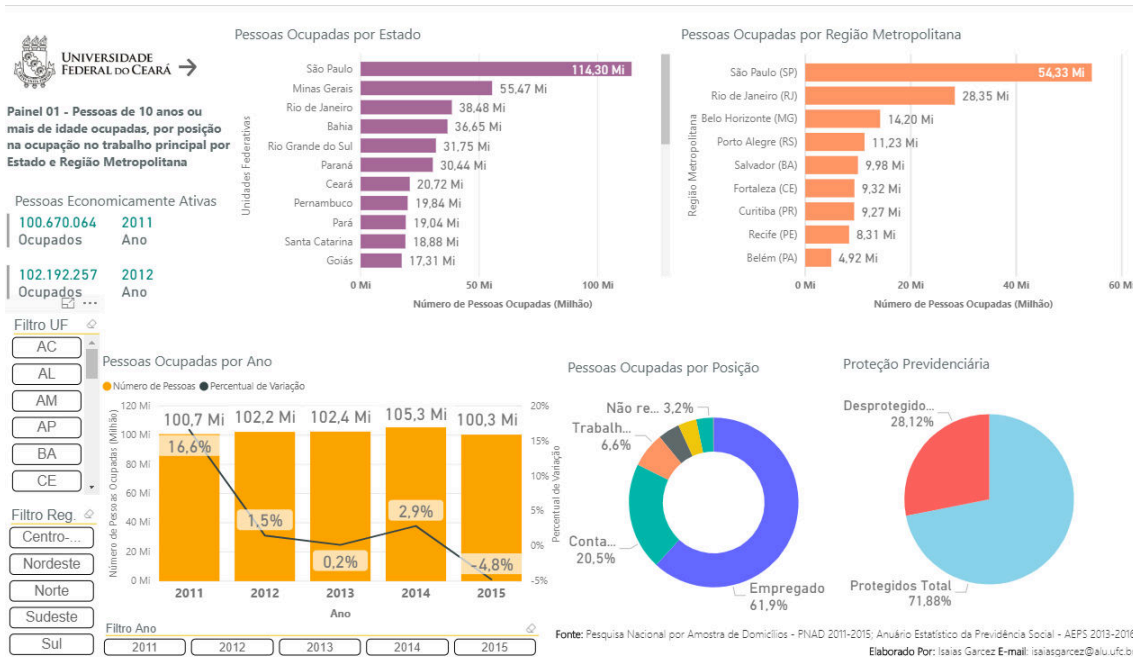 UNIVERSIDADE
FEDERAL DO CEARÁ
Painel 01 - Pessoas de 10 anos ou
mais de idade ocupadas, por posição
na ocupação no trabalho principal por
Estado e Região Metropolitana
Pessoas Economicamente Ativas
100.670.064 2011
Ocupados Ano
102.192.257 2012
Ocupados Ano
Filtro UF
AC
AL
AM
AP
BA
CE
Filtro Reg.
Centro-...
Nordeste
Norte
Sudeste
Sul
Pessoas Ocupadas por Estado
Unidades Federativas
São Paulo 114,30 Mi
Minas Gerais 55,47 Mi
Rio de Janeiro 38,48 Mi
Bahia 36,65 Mi
Rio Grande do Sul 31,75 Mi
Paraná 30,44 Mi
Ceará 20,72 Mi
Pernambuco 19,84 Mi
Pará 19,04 Mi
Santa Catarina 18,88 Mi
Goiás 17,31 Mi
0 Mi 50 Mi 100 Mi
Número de Pessoas Ocupadas (Milhão)
Pessoas Ocupadas por Região Metropolitana
Região Metropolitana
São Paulo (SP) 54,33 Mi
Rio de Janeiro (RJ) 28,35 Mi
Belo Horizonte (MG) 14,20 Mi
Porto Alegre (RS) 11,23 Mi
Salvador (BA) 9,98 Mi
Fortaleza (CE) 9,32 Mi
Curitiba (PR) 9,27 Mi
Recife (PE) 8,31 Mi
Belém (PA) 4,92 Mi
0 Mi 20 Mi 40 Mi 60 Mi
Número de Pessoas Ocupadas (Milhão)
Pessoas Ocupadas por Ano
Número de Pessoas Percentual de Variação
Número de Pessoas Ocupadas (Milhão)
120 Mi
100 Mi
80 Mi
60 Mi
40 Mi
20 Mi
0 Mi
100,7 Mi 102,2 Mi 102,4 Mi 105,3 Mi 100,3 Mi
16,6% 1,5% 0,2% 2,9% -4,8%
20%
15%
10%
5%
0%
-5%
Percentual de Variação
2011 2012 2013 2014 2015
Ano
Filtro Ano
2011 2012 2013 2014 2015
Pessoas Ocupadas por Posição
Não re... 3,2%
Trabalh...
6,6%
Conta ...
20,5%
Empregado
61,9%
Proteção Previdenciária
Desprotegido...
28,12%
Protegidos Total
71,88%
Fonte: Pesquisa Nacional por Amostra de Domicílios - PNAD 2011-2015; Anuário Estatístico da Previdência Social - AEPS 2013-2016
Elaborado Por: Isaias Garcez E-mail: isaiasgarcez@alu.ufc.br